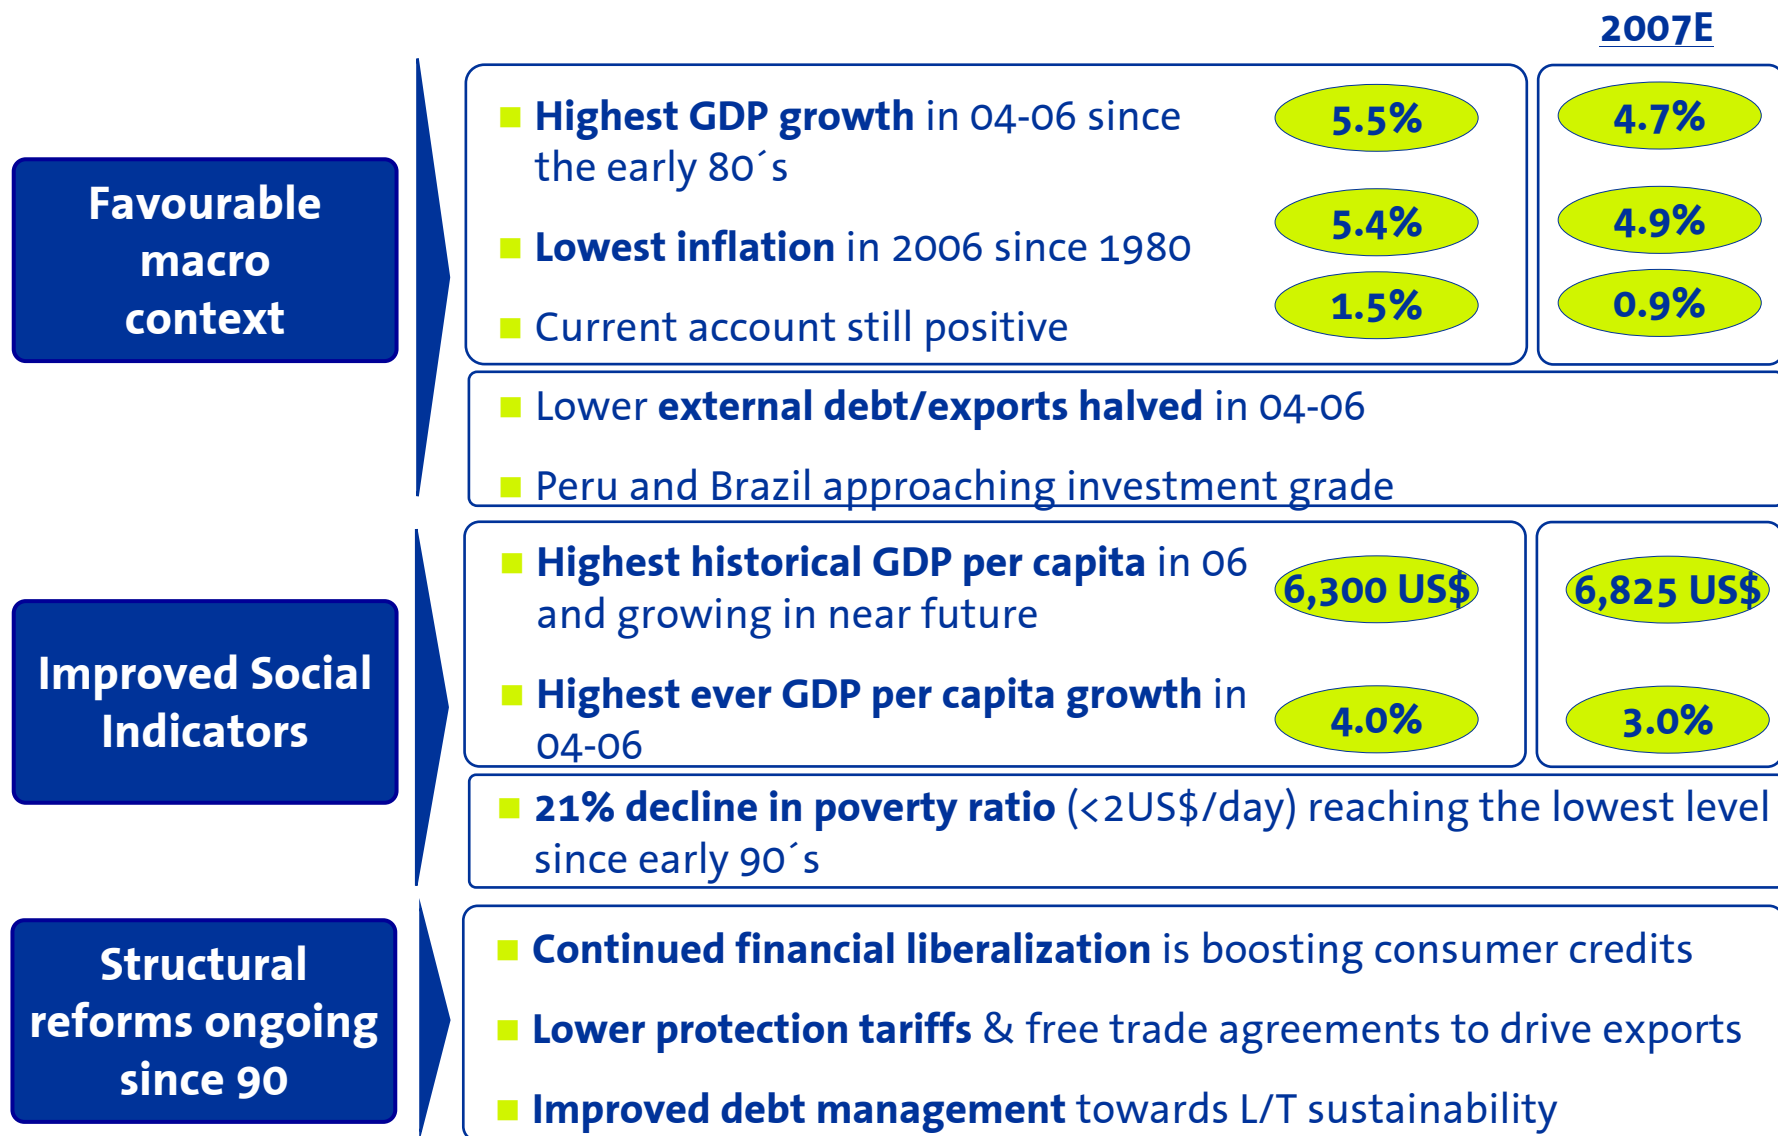 2007E
Favourable
macro
context
Highest GDP growth in 04-06 since
the early 80´s
5.5%
4.7%
Lowest inflation in 2006 since 1980
5.4%
4.9%
Current account still positive
1.5%
0.9%
Lower external debt/exports halved in 04-06
Peru and Brazil approaching investment grade
Improved Social
Indicators
Highest historical GDP per capita in 06
and growing in near future
6,300 US$
6,825 US$
Highest ever GDP per capita growth in
04-06
4.0%
3.0%
21% decline in poverty ratio (<2US$/day) reaching the lowest level
since early 90´s
Structural
reforms ongoing
since 90
Continued financial liberalization is boosting consumer credits
Lower protection tariffs & free trade agreements to drive exports
Improved debt management towards L/T sustainability